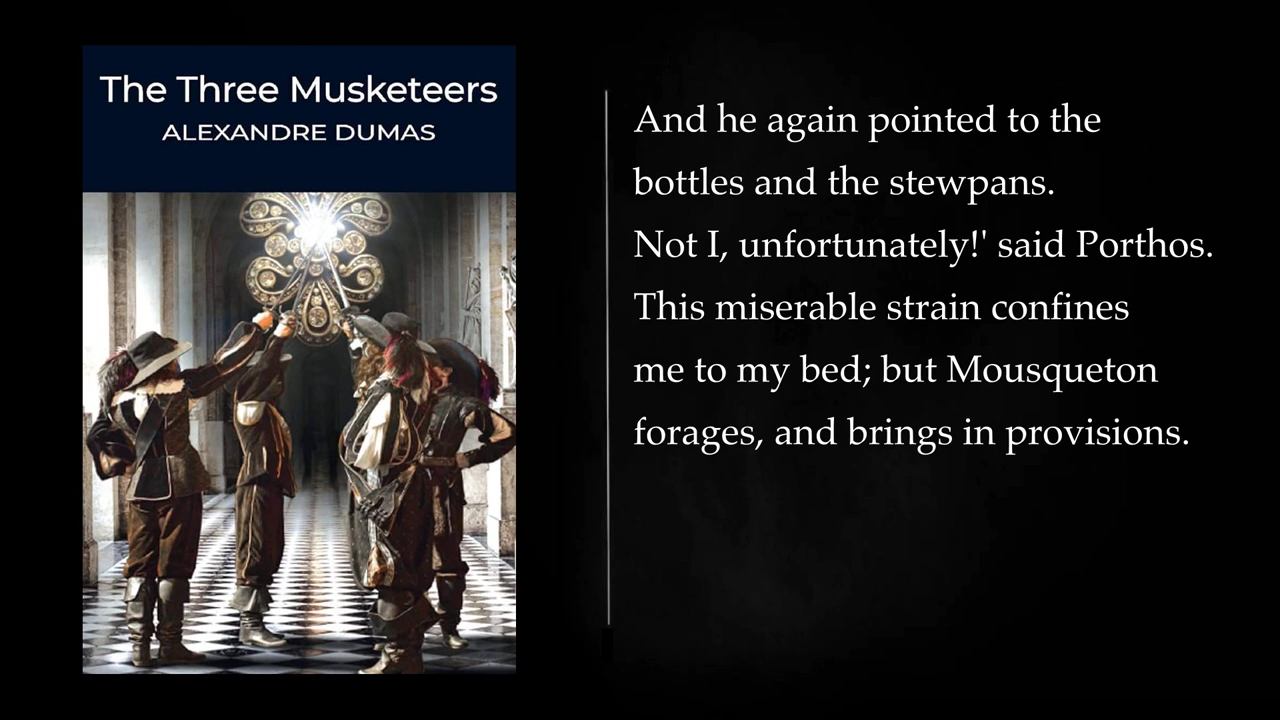 The Three Musketeers
ALEXANDRE DUMAS
And he again pointed to the
bottles and the stewpans.
Not I, unfortunately!' said Porthos.
This miserable strain confines
me to my bed; but Mousqueton
forages, and brings in provisions.